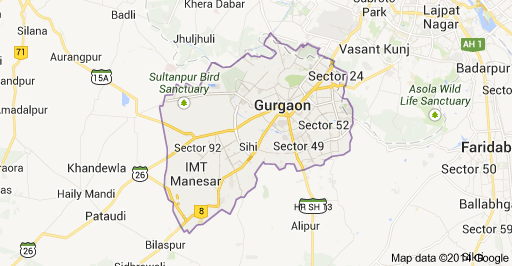 Khera Dabar
Subroto
Park
Badli
Lajpat
Nagar
Silana
Jhuljhuli
Vasant Kunj
AH 1
71
Aurangpur
Badarpur
15A
Sultanpur Bird
Sanctuary
Sector 24
Asola Wild
Life Sanctuary
Gurgaon
Amadalpur
Sector 52
Faridab
Sector 92
Sihi
Sector 49
Khandewla
IMT
Manesar
Sector 50
26
Haily Mandi
Pataudi
8
HR SH 13
Ballabhga
Alipur
26
Bilaspur
Sidhrawali
Map data ©2014 Google